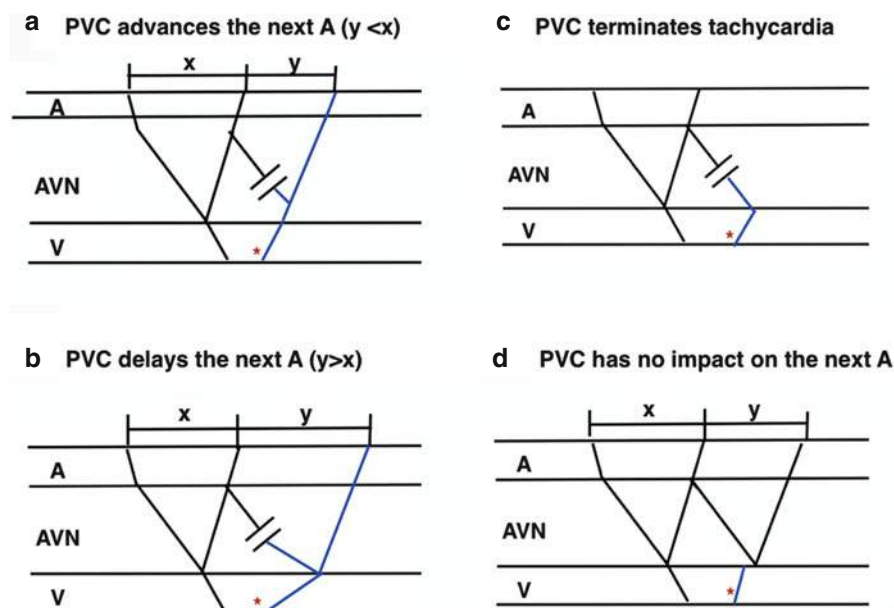 a PVC advances the next A (y <x)
x y
A
AVN
V
*
c PVC terminates tachycardia
A
AVN
V
*
b PVC delays the next A (y>x)
x y
A
AVN
V
*
d PVC has no impact on the next A
x y
A
AVN
V
*